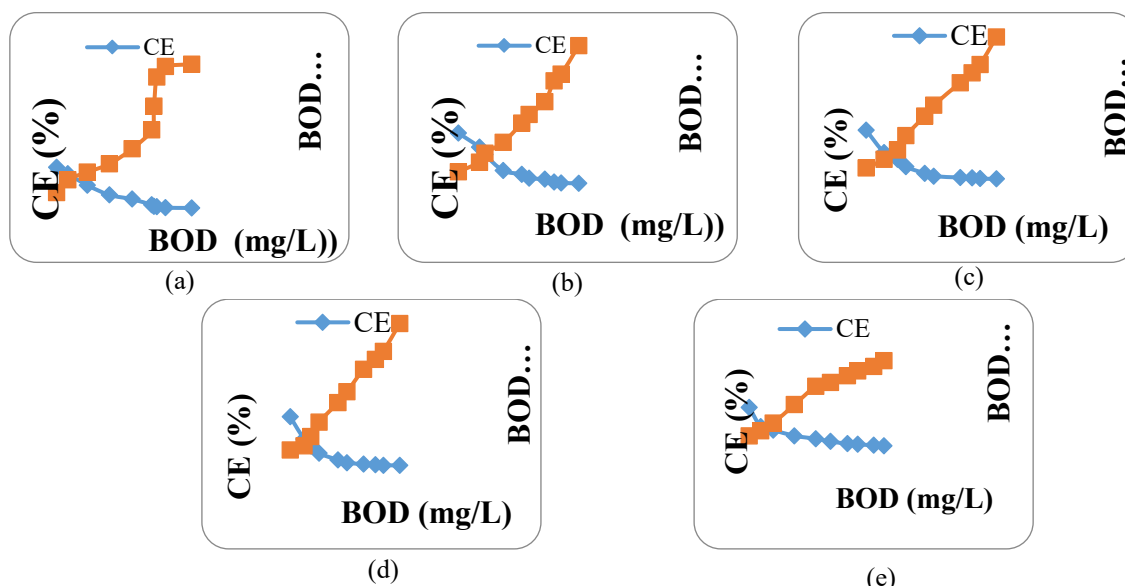 CE
CE (%)
BOD...
BOD (mg/L))
(a)
CE
CE (%)
BOD...
BOD (mg/L))
(b)
CE
CE (%)
BOD...
BOD (mg/L)
(c)
CE
CE (%)
BOD...
BOD (mg/L)
(d)
CE
CE (%)
BOD...
BOD (mg/L)
(e)